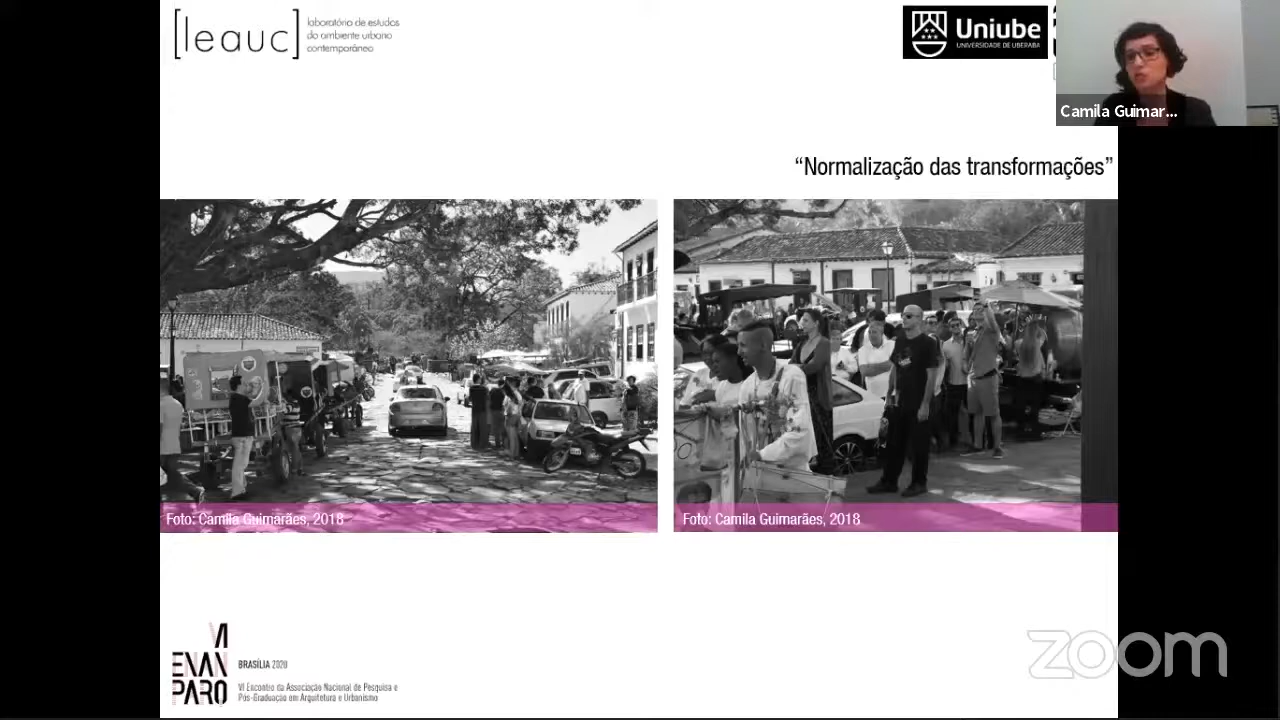 [leauc]
laboratório de estudos
do ambiente urbano
contemporâneo
Uniube
UNIVERSIDADE DE UBERABA
Camila Guimar...
“Normalização das transformações”
Foto: Camila Guimarães, 2018
Foto: Camila Guimarães, 2018
VI
ENAN
PARQ
BRASÍLIA 2020
VI Encontro da Associação Nacional de Pesquisa e
Pós-Graduação em Arquitetura e Urbanismo
zoom